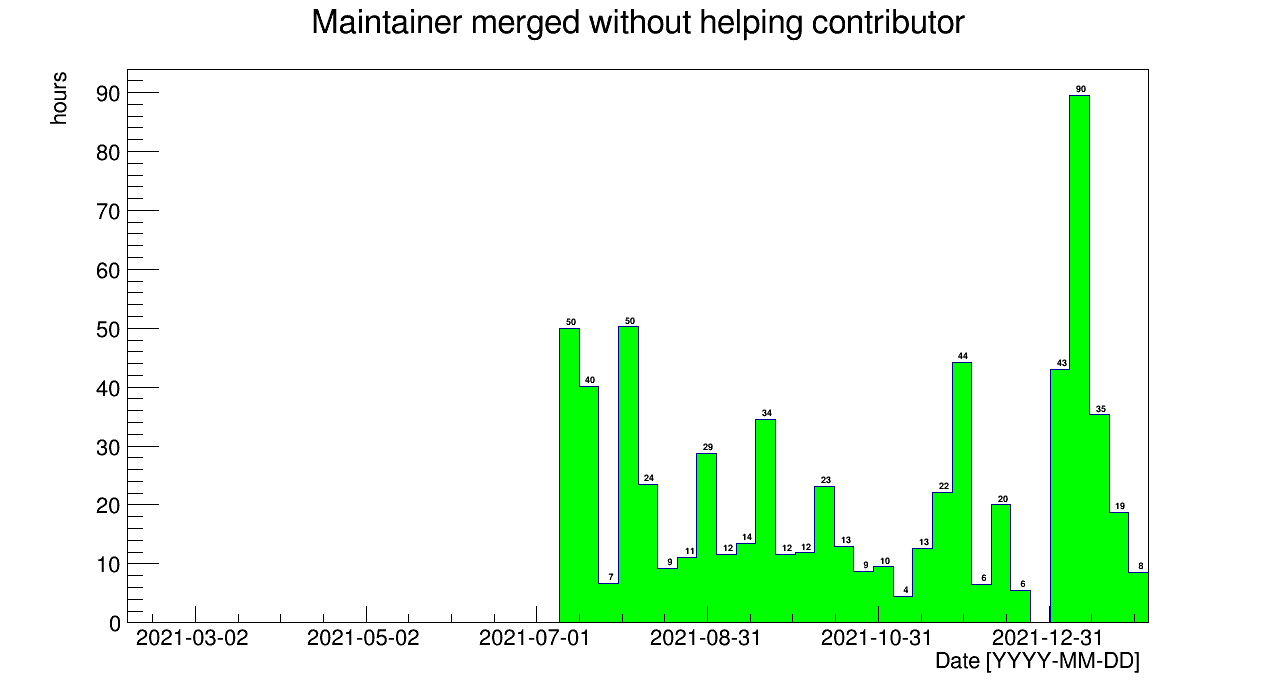 Maintainer merged without helping contributor
hours
90
80
70
60
50
40
30
20
10
0
50 40 7 50 24 9 11 29 12 14 34 12 12 23 13 9 10 4 13 22 44 6 20 6 43 90 35 19 8
2021-03-02 2021-05-02 2021-07-01 2021-08-31 2021-10-31 2021-12-31
Date [YYYY-MM-DD]